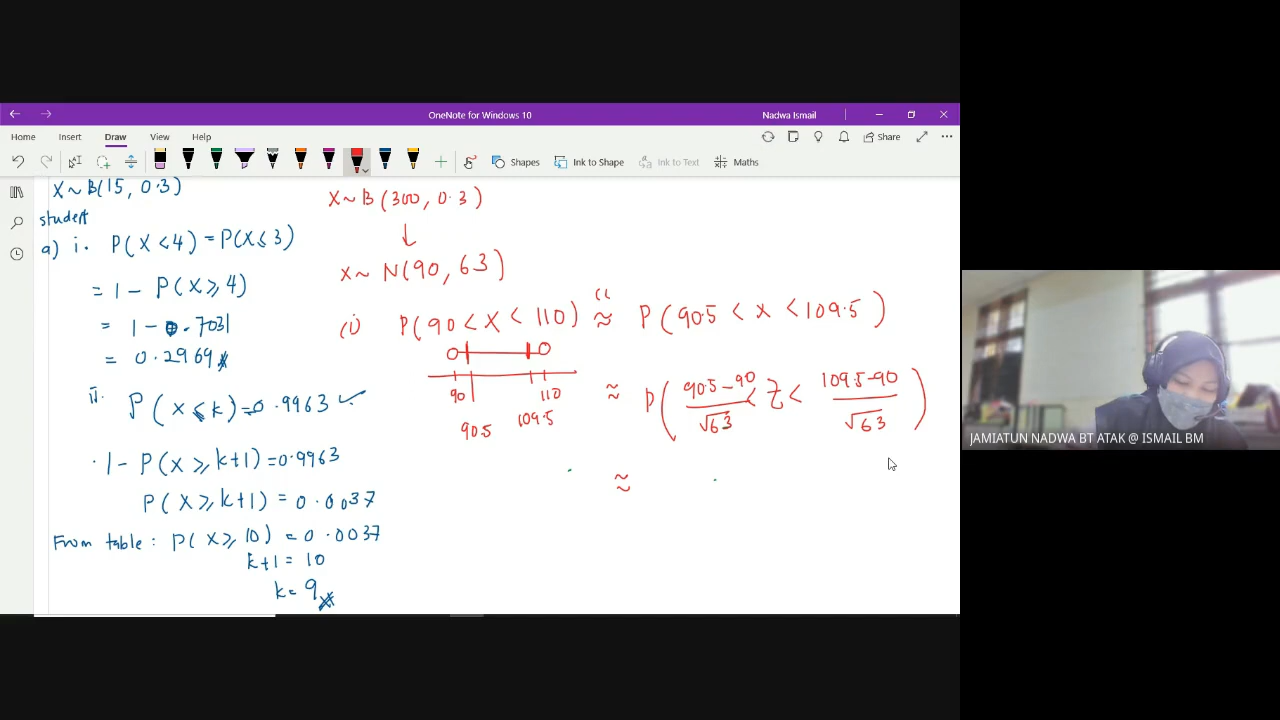 OneNote for Windows 10
Nadwa Ismail
Home Insert Draw View Help
Share
Shapes Ink to Shape Ink to Text Maths
X ~ B(15, 0.3)
student
a) i. P(X < 4) = P(X ≤ 3)
= 1 - P(X ≥ 4)
= 1 - 0.7031
= 0.2969
ii. P(X ≤ k) = 0.9963
1 - P(X ≥ k+1) = 0.9963
P(X ≥ k+1) = 0.0037
From table : P(X ≥ 10) = 0.0037
k+1 = 10
k = 9
X ~ B(300, 0.3)
↓
X ~ N(90, 63)
(i) P(90 < X < 110) ≈ P(90.5 < X < 109.5)
cc
90 110
90.5 109.5
≈ P( 90.5-90 / √63 < Z < 109.5-90 / √63 )
≈
JAMIATUN NADWA BT ATAK @ ISMAIL BM